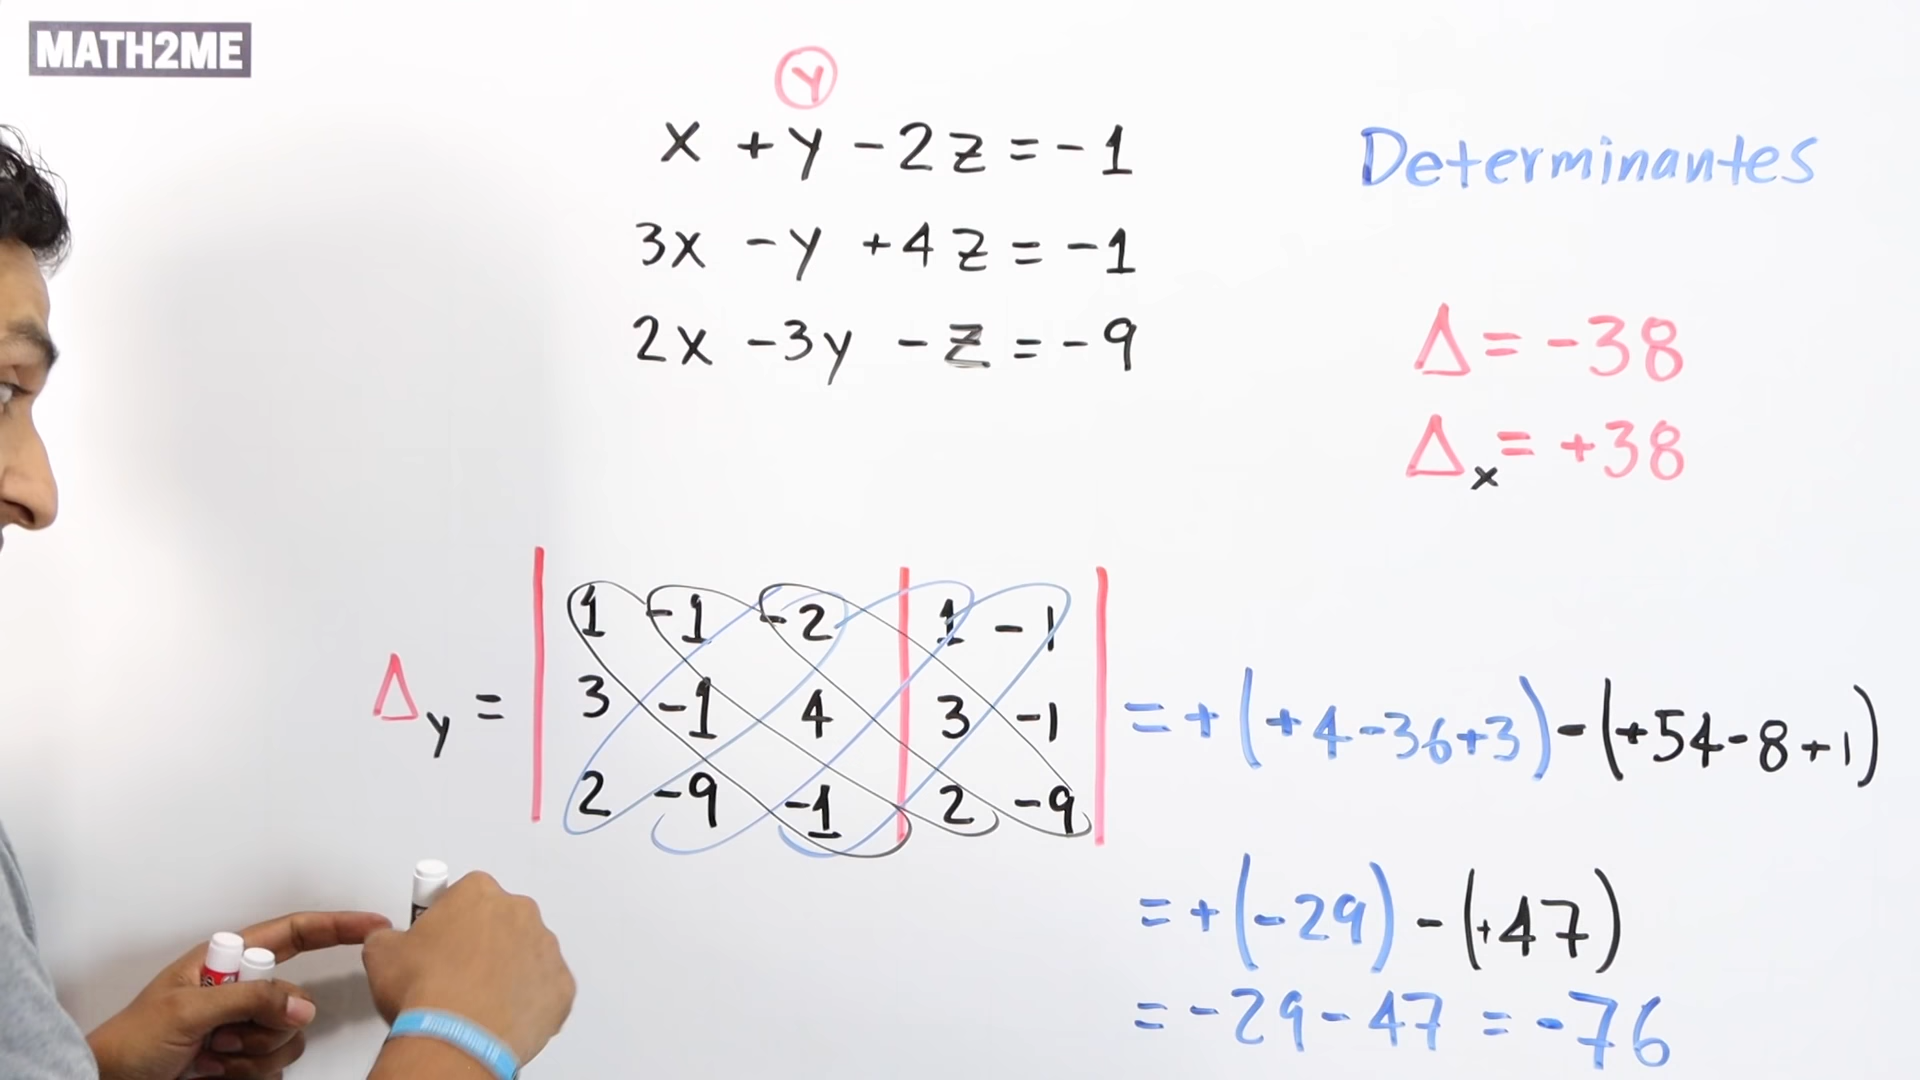 MATH2ME
Y
x + y - 2z = -1
3x - y + 4z = -1
2x - 3y - z = -9
Determinantes
Δ = -38
Δx = +38
Δy = | 1 -1 -2 | 1 -1 | = +(+4-36+3) - (+54-8+1)
3 -1 4 | 3 -1
2 -9 -1 | 2 -9
= +(-29) - (+47)
= -29 - 47 = -76